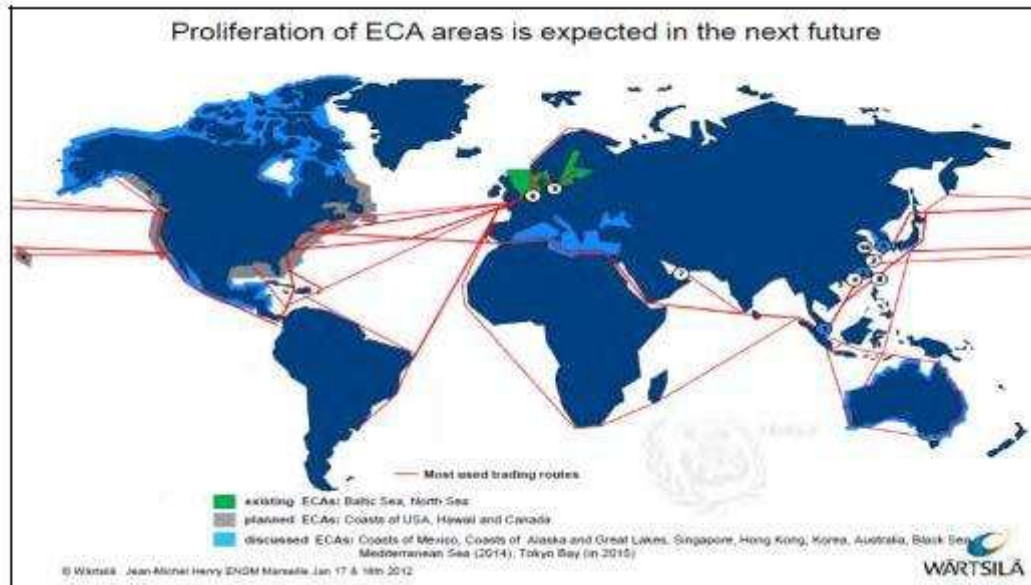 Proliferation of ECA areas is expected in the next future
Most used trading routes
existing ECAs: Baltic Sea, North Sea
planned ECAs: Coasts of USA, Hawaii and Canada
discussed ECAs: Coasts of Mexico, Coasts of Alaska and Great Lakes, Singapore, Hong Kong, Korea, Australia, Black Sea
Mediterranean Sea (2014), Tokyo Bay (in 2015)
© Wärtsilä Jean-Michel Henry ENSM Marseille Jan 17 & 18th 2012
WÄRTSILÄ